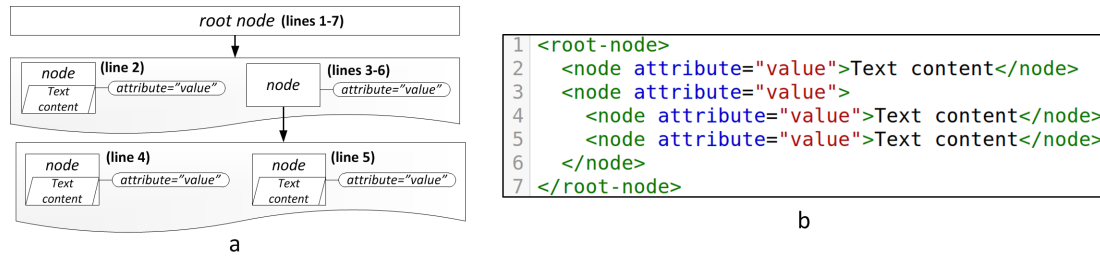 root node (lines 1-7)
node
Text
content
(line 2)
attribute="value"
node
(lines 3-6)
attribute="value"
node
Text
content
(line 4)
attribute="value"
node
Text
content
(line 5)
attribute="value"
a
1 <root-node>
2 <node attribute="value">Text content</node>
3 <node attribute="value">
4 <node attribute="value">Text content</node>
5 <node attribute="value">Text content</node>
6 </node>
7 </root-node>
b